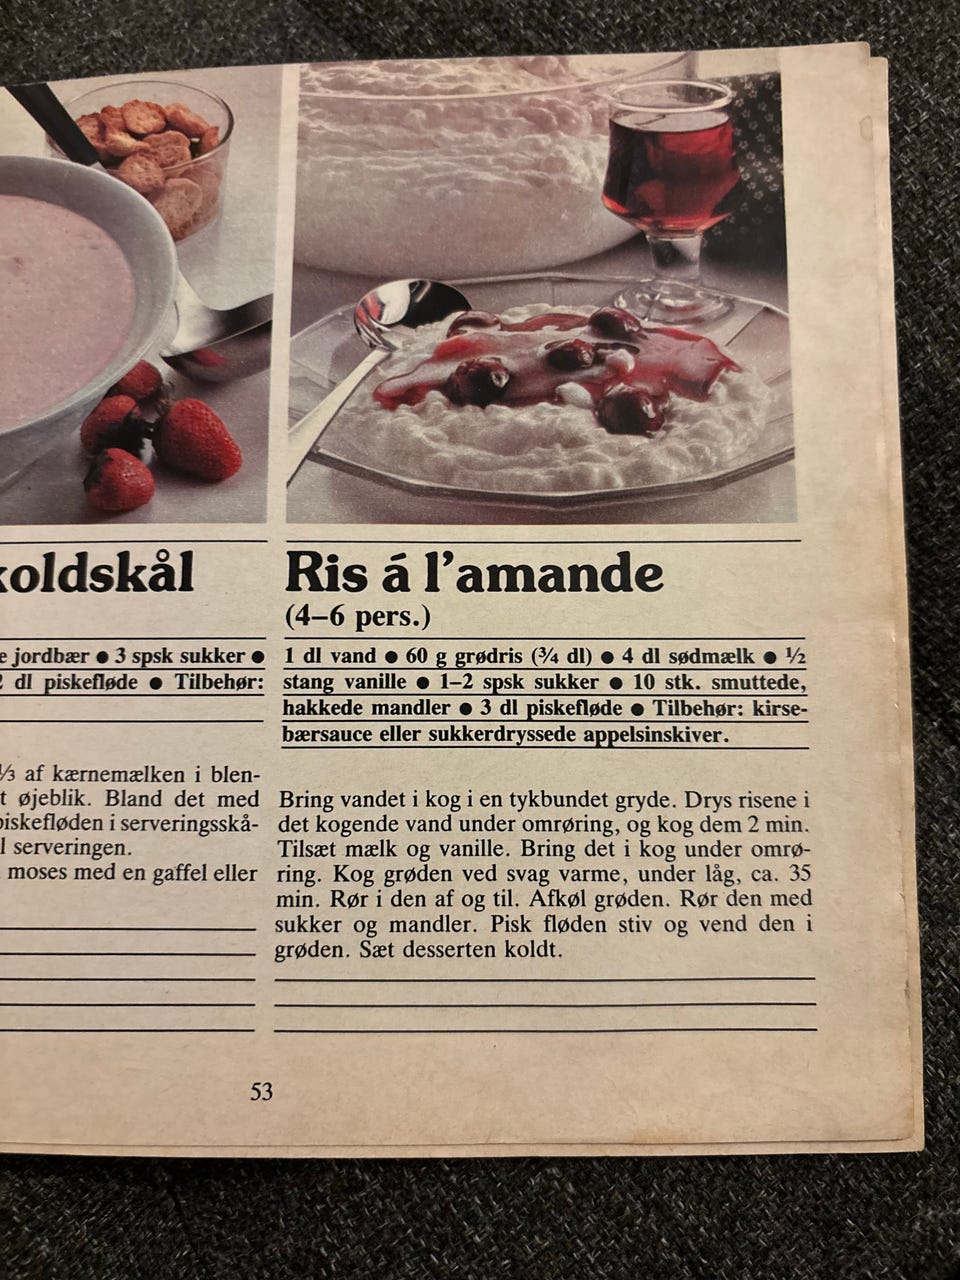 koldskål
e jordbær ● 3 spsk sukker ●
2 dl piskefløde ● Tilbehør:
⅓ af kærnemælken i blen-
t øjeblik. Bland det med
piskefløden i serveringsskå-
l serveringen.
moses med en gaffel eller
Ris á l’amande
(4–6 pers.)
1 dl vand ● 60 g grødris (¾ dl) ● 4 dl sødmælk ● ½
stang vanille ● 1–2 spsk sukker ● 10 stk. smuttede,
hakkede mandler ● 3 dl piskefløde ● Tilbehør: kirse-
bærsauce eller sukkerdryssede appelsinskiver.
Bring vandet i kog i en tykbundet gryde. Drys risene i
det kogende vand under omrøring, og kog dem 2 min.
Tilsæt mælk og vanille. Bring det i kog under omrø-
ring. Kog grøden ved svag varme, under låg, ca. 35
min. Rør i den af og til. Afkøl grøden. Rør den med
sukker og mandler. Pisk fløden stiv og vend den i
grøden. Sæt desserten koldt.
53